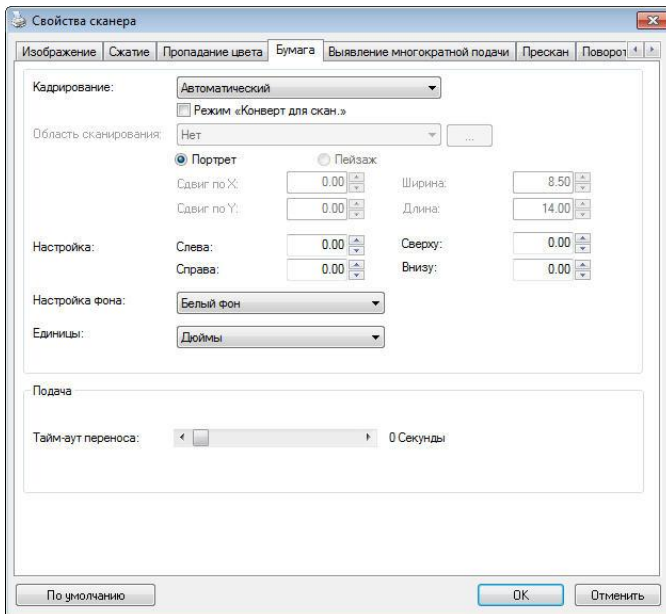 Свойства сканера
Изображение Сжатие Пропадание цвета Бумага Выявление многократной подачи Прескан Поворот
Кадрирование: Автоматический
Режим «Конверт для скан.»
Область сканирования: Нет ...
Портрет Пейзаж
Сдвиг по X: 0.00 Ширина: 8.50
Сдвиг по Y: 0.00 Длина: 14.00
Настройка: Слева: 0.00 Сверху: 0.00
Справа: 0.00 Внизу: 0.00
Настройка фона: Белый фон
Единицы: Дюймы
Подача
Тайм-аут переноса: 0 Секунды
По умолчанию OK Отменить